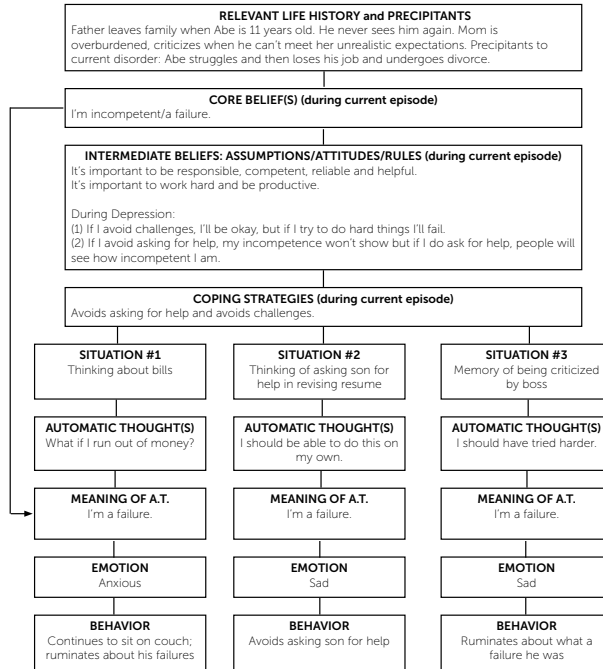 RELEVANT LIFE HISTORY and PRECIPITANTS
Father leaves family when Abe is 11 years old. He never sees him again. Mom is
overburdened, criticizes when he can't meet her unrealistic expectations. Precipitants to
current disorder: Abe struggles and then loses his job and undergoes divorce.
CORE BELIEF(S) (during current episode)
I'm incompetent/a failure.
INTERMEDIATE BELIEFS: ASSUMPTIONS/ATTITUDES/RULES (during current episode)
It's important to be responsible, competent, reliable and helpful.
It's important to work hard and be productive.
During Depression:
(1) If I avoid challenges, I'll be okay, but if I try to do hard things I'll fail.
(2) If I avoid asking for help, my incompetence won't show but if I do ask for help, people will
see how incompetent I am.
COPING STRATEGIES (during current episode)
Avoids asking for help and avoids challenges.
SITUATION #1
Thinking about bills
AUTOMATIC THOUGHT(S)
What if I run out of money?
MEANING OF A.T.
I'm a failure.
EMOTION
Anxious
BEHAVIOR
Continues to sit on couch;
ruminates about his failures
SITUATION #2
Thinking of asking son for
help in revising resume
AUTOMATIC THOUGHT(S)
I should be able to do this on
my own.
MEANING OF A.T.
I'm a failure.
EMOTION
Sad
BEHAVIOR
Avoids asking son for help
SITUATION #3
Memory of being criticized
by boss
AUTOMATIC THOUGHT(S)
I should have tried harder.
MEANING OF A.T.
I'm a failure.
EMOTION
Sad
BEHAVIOR
Ruminates about what a
failure he was